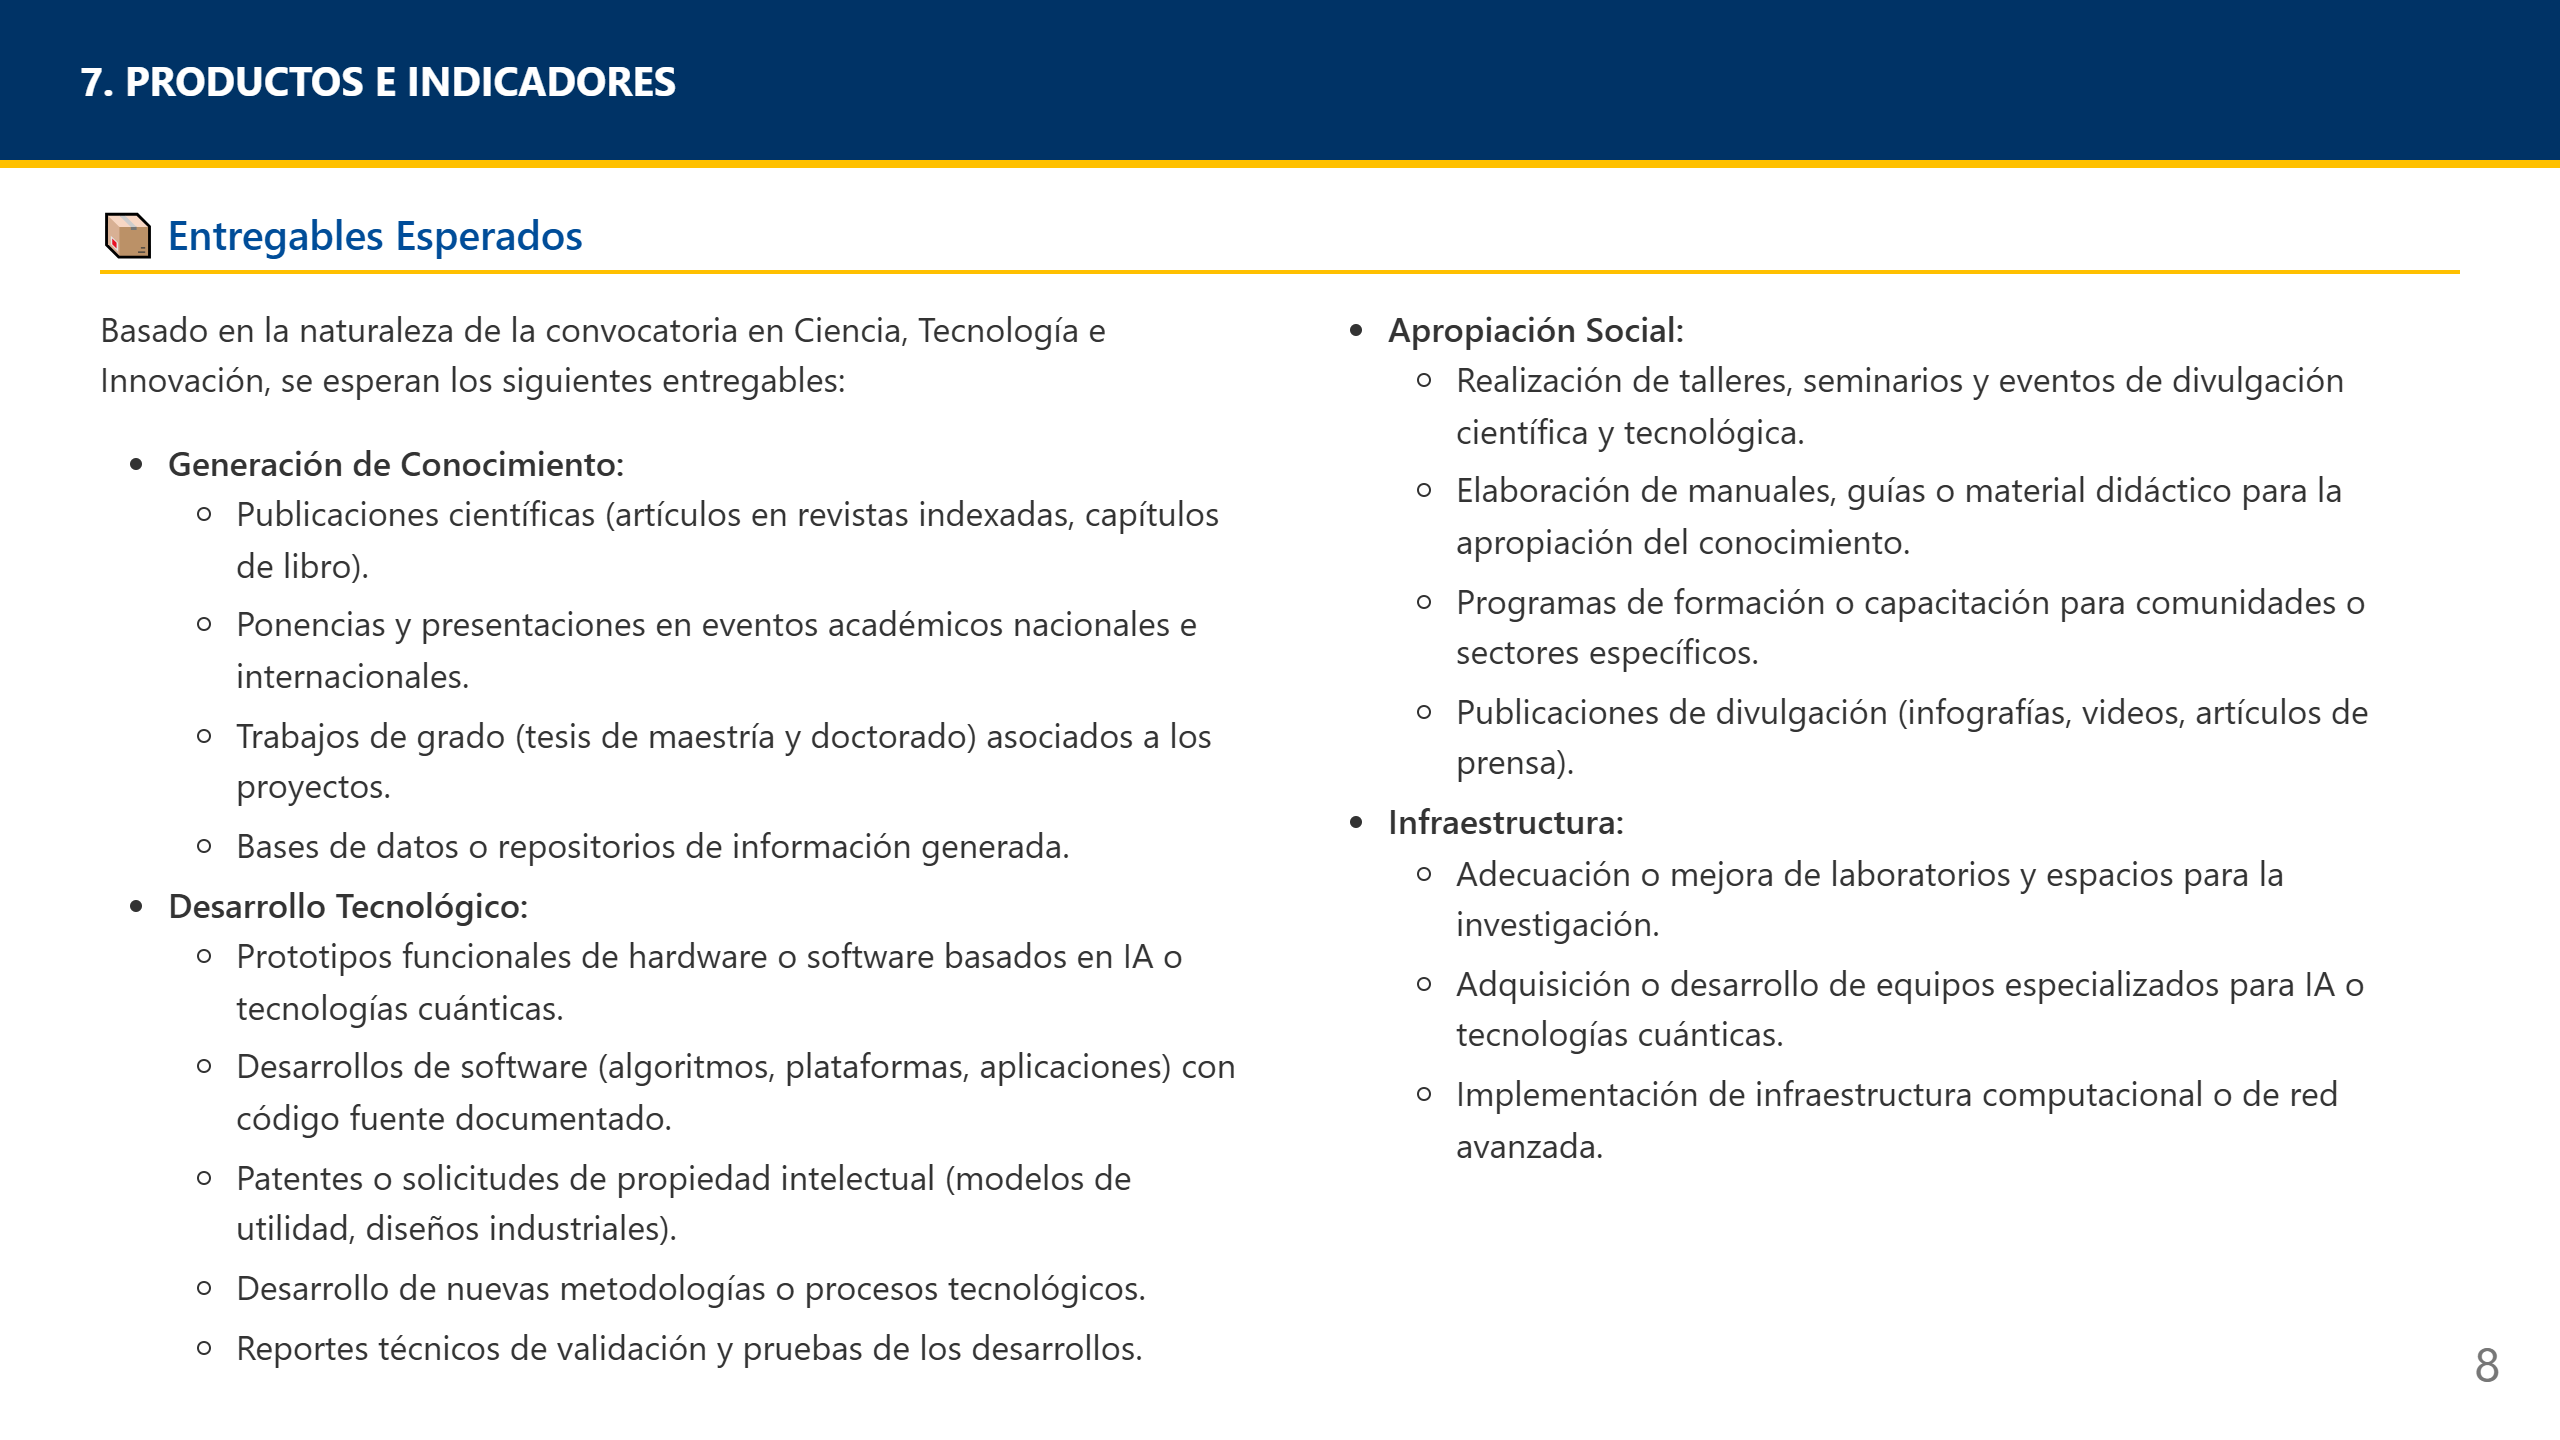 7. PRODUCTOS E INDICADORES
Entregables Esperados
Basado en la naturaleza de la convocatoria en Ciencia, Tecnología e
Innovación, se esperan los siguientes entregables:
Generación de Conocimiento:
Publicaciones científicas (artículos en revistas indexadas, capítulos
de libro).
Ponencias y presentaciones en eventos académicos nacionales e
internacionales.
Trabajos de grado (tesis de maestría y doctorado) asociados a los
proyectos.
Bases de datos o repositorios de información generada.
Desarrollo Tecnológico:
Prototipos funcionales de hardware o software basados en IA o
tecnologías cuánticas.
Desarrollos de software (algoritmos, plataformas, aplicaciones) con
código fuente documentado.
Patentes o solicitudes de propiedad intelectual (modelos de
utilidad, diseños industriales).
Desarrollo de nuevas metodologías o procesos tecnológicos.
Reportes técnicos de validación y pruebas de los desarrollos.
Apropiación Social:
Realización de talleres, seminarios y eventos de divulgación
científica y tecnológica.
Elaboración de manuales, guías o material didáctico para la
apropiación del conocimiento.
Programas de formación o capacitación para comunidades o
sectores específicos.
Publicaciones de divulgación (infografías, videos, artículos de
prensa).
Infraestructura:
Adecuación o mejora de laboratorios y espacios para la
investigación.
Adquisición o desarrollo de equipos especializados para IA o
tecnologías cuánticas.
Implementación de infraestructura computacional o de red
avanzada.
8